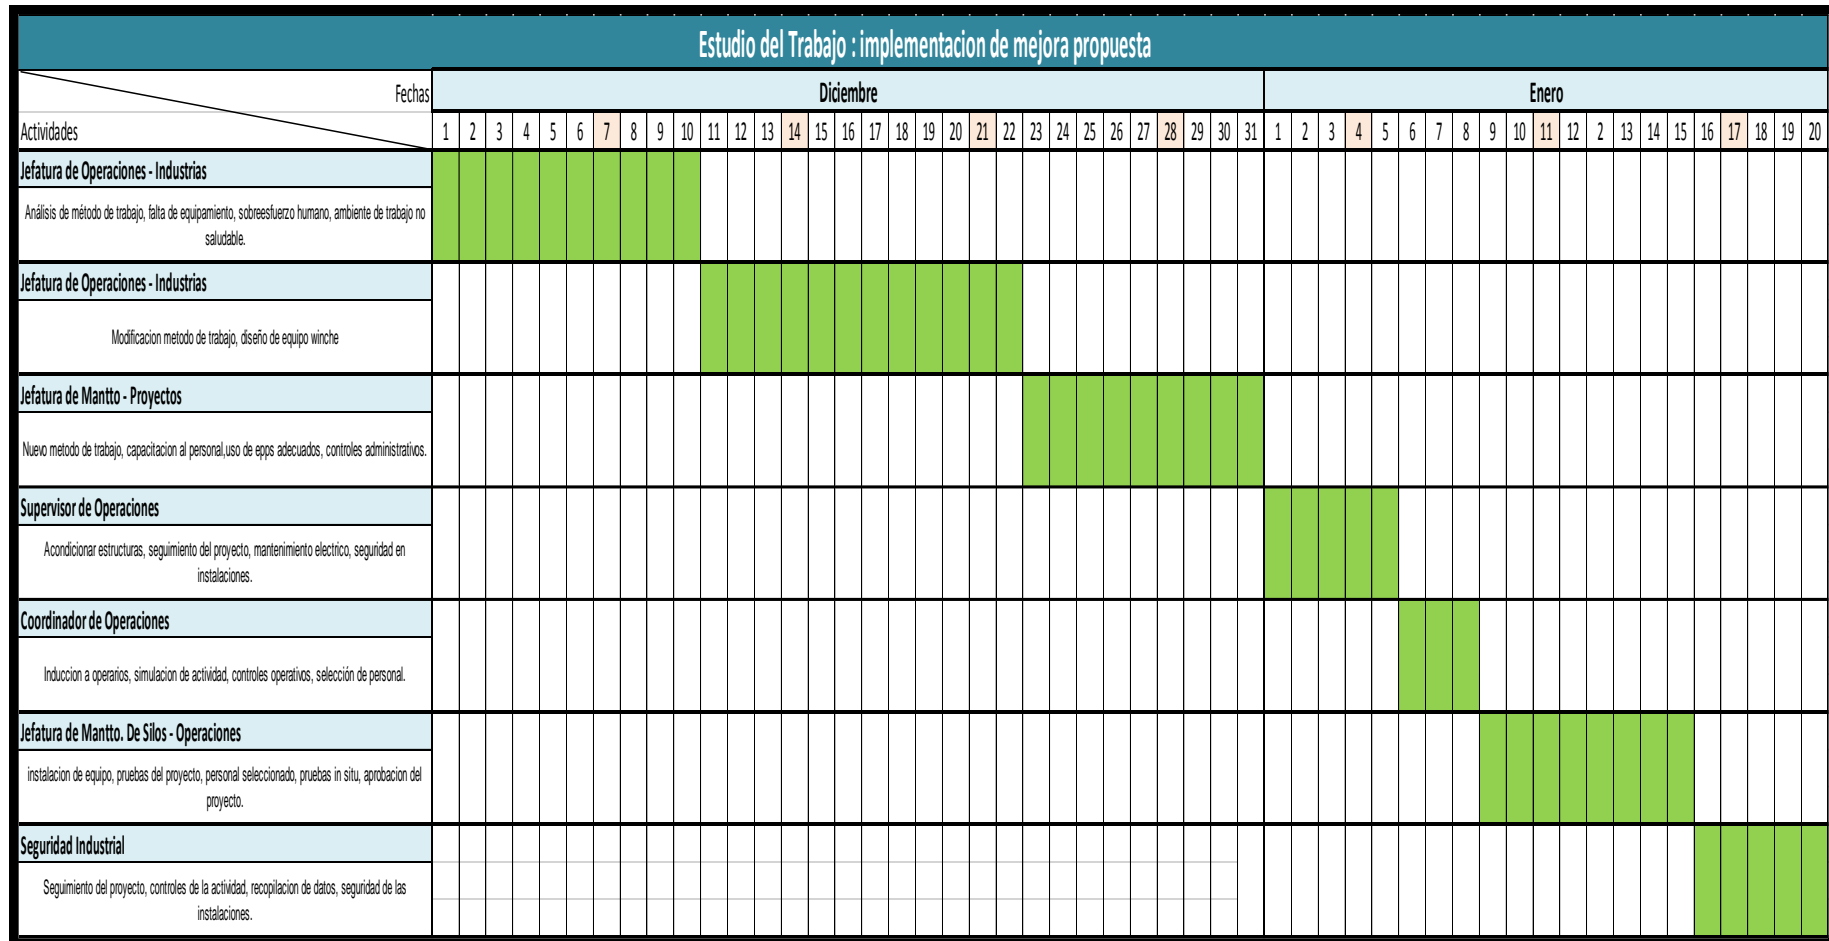 Estudio del Trabajo : implementacion de mejora propuesta
Fechas
Diciembre
Enero
Actividades
1 2 3 4 5 6 7 8 9 10 11 12 13 14 15 16 17 18 19 20 21 22 23 24 25 26 27 28 29 30 31 1 2 3 4 5 6 7 8 9 10 11 12 2 13 14 15 16 17 18 19 20
Jefatura de Operaciones - Industrias
Análisis de método de trabajo, falta de equipamiento, sobreesfuerzo humano, ambiente de trabajo no
saludable.
Jefatura de Operaciones - Industrias
Modificacion metodo de trabajo, diseño de equipo winche
Jefatura de Mantto - Proyectos
Nuevo metodo de trabajo, capacitacion al personal,uso de epps adecuados, controles administrativos.
Supervisor de Operaciones
Acondicionar estructuras, seguimiento del proyecto, mantenimiento electrico, seguridad en
instalaciones.
Coordinador de Operaciones
Induccion a operarios, simulacion de actividad, controles operativos, selección de personal.
Jefatura de Mantto. De Silos - Operaciones
instalacion de equipo, pruebas del proyecto, personal seleccionado, pruebas in situ, aprobacion del
proyecto.
Seguridad Industrial
Seguimiento del proyecto, controles de la actividad, recopilacion de datos, seguridad de las
instalaciones.